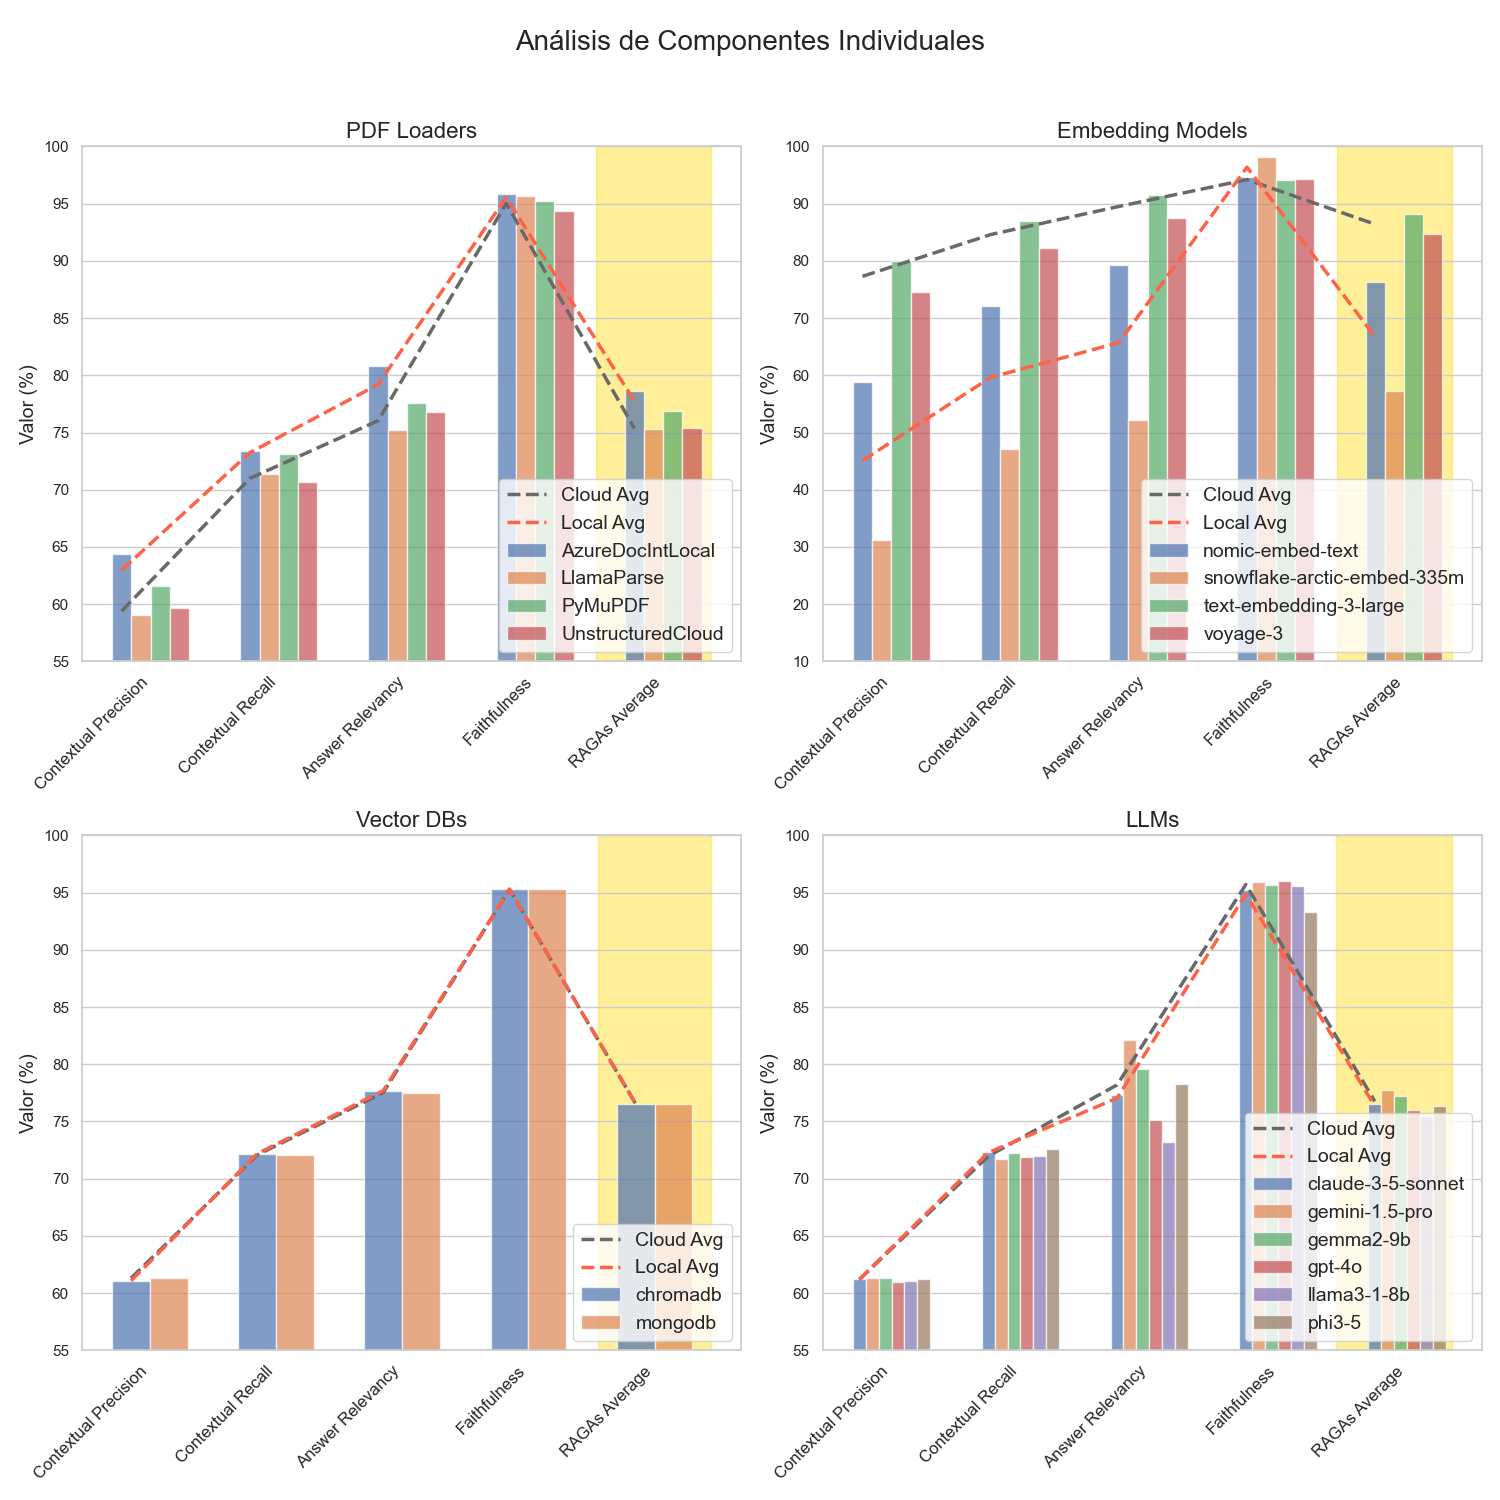 Análisis de Componentes Individuales
PDF Loaders
100
95
90
85
80
75
70
65
60
55
Valor (%)
Cloud Avg
Local Avg
AzureDocIntLocal
LlamaParse
PyMuPDF
UnstructuredCloud
Contextual Precision
Contextual Recall
Answer Relevancy
Faithfulness
RAGAs Average
Embedding Models
100
90
80
70
60
50
40
30
20
10
Valor (%)
Cloud Avg
Local Avg
nomic-embed-text
snowflake-arctic-embed-335m
text-embedding-3-large
voyage-3
Contextual Precision
Contextual Recall
Answer Relevancy
Faithfulness
RAGAs Average
Vector DBs
100
95
90
85
80
75
70
65
60
55
Valor (%)
Cloud Avg
Local Avg
chromadb
mongodb
Contextual Precision
Contextual Recall
Answer Relevancy
Faithfulness
RAGAs Average
LLMs
100
95
90
85
80
75
70
65
60
55
Valor (%)
Cloud Avg
Local Avg
claude-3-5-sonnet
gemini-1.5-pro
gemma2-9b
gpt-4o
llama3-1-8b
phi3-5
Contextual Precision
Contextual Recall
Answer Relevancy
Faithfulness
RAGAs Average